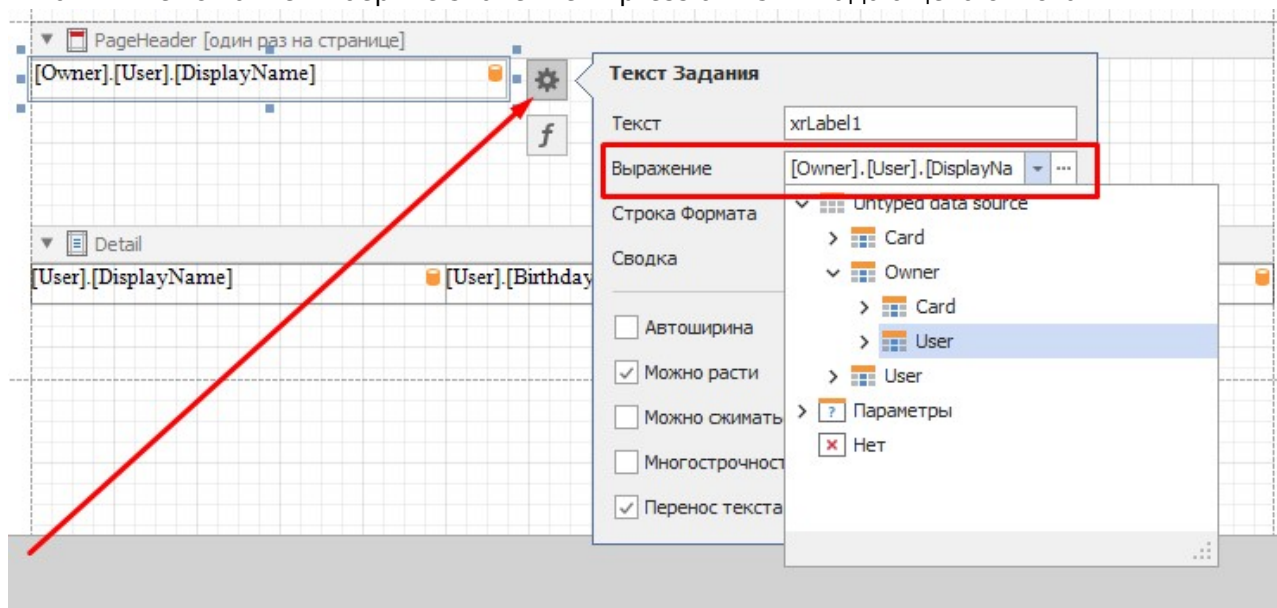 PageHeader [один раз на странице]
[Owner].[User].[DisplayName]
Текст Задания
Текст
xrLabel1
Выражение
[Owner].[User].[DisplayNa
Строка Формата
Untyped data source
Сводка
Card
Owner
Card
User
User
Параметры
Нет
Автоширина
Можно расти
Можно сжимать
Многострочност
Перенос текста
Detail
[User].[DisplayName]
[User].[Birthday